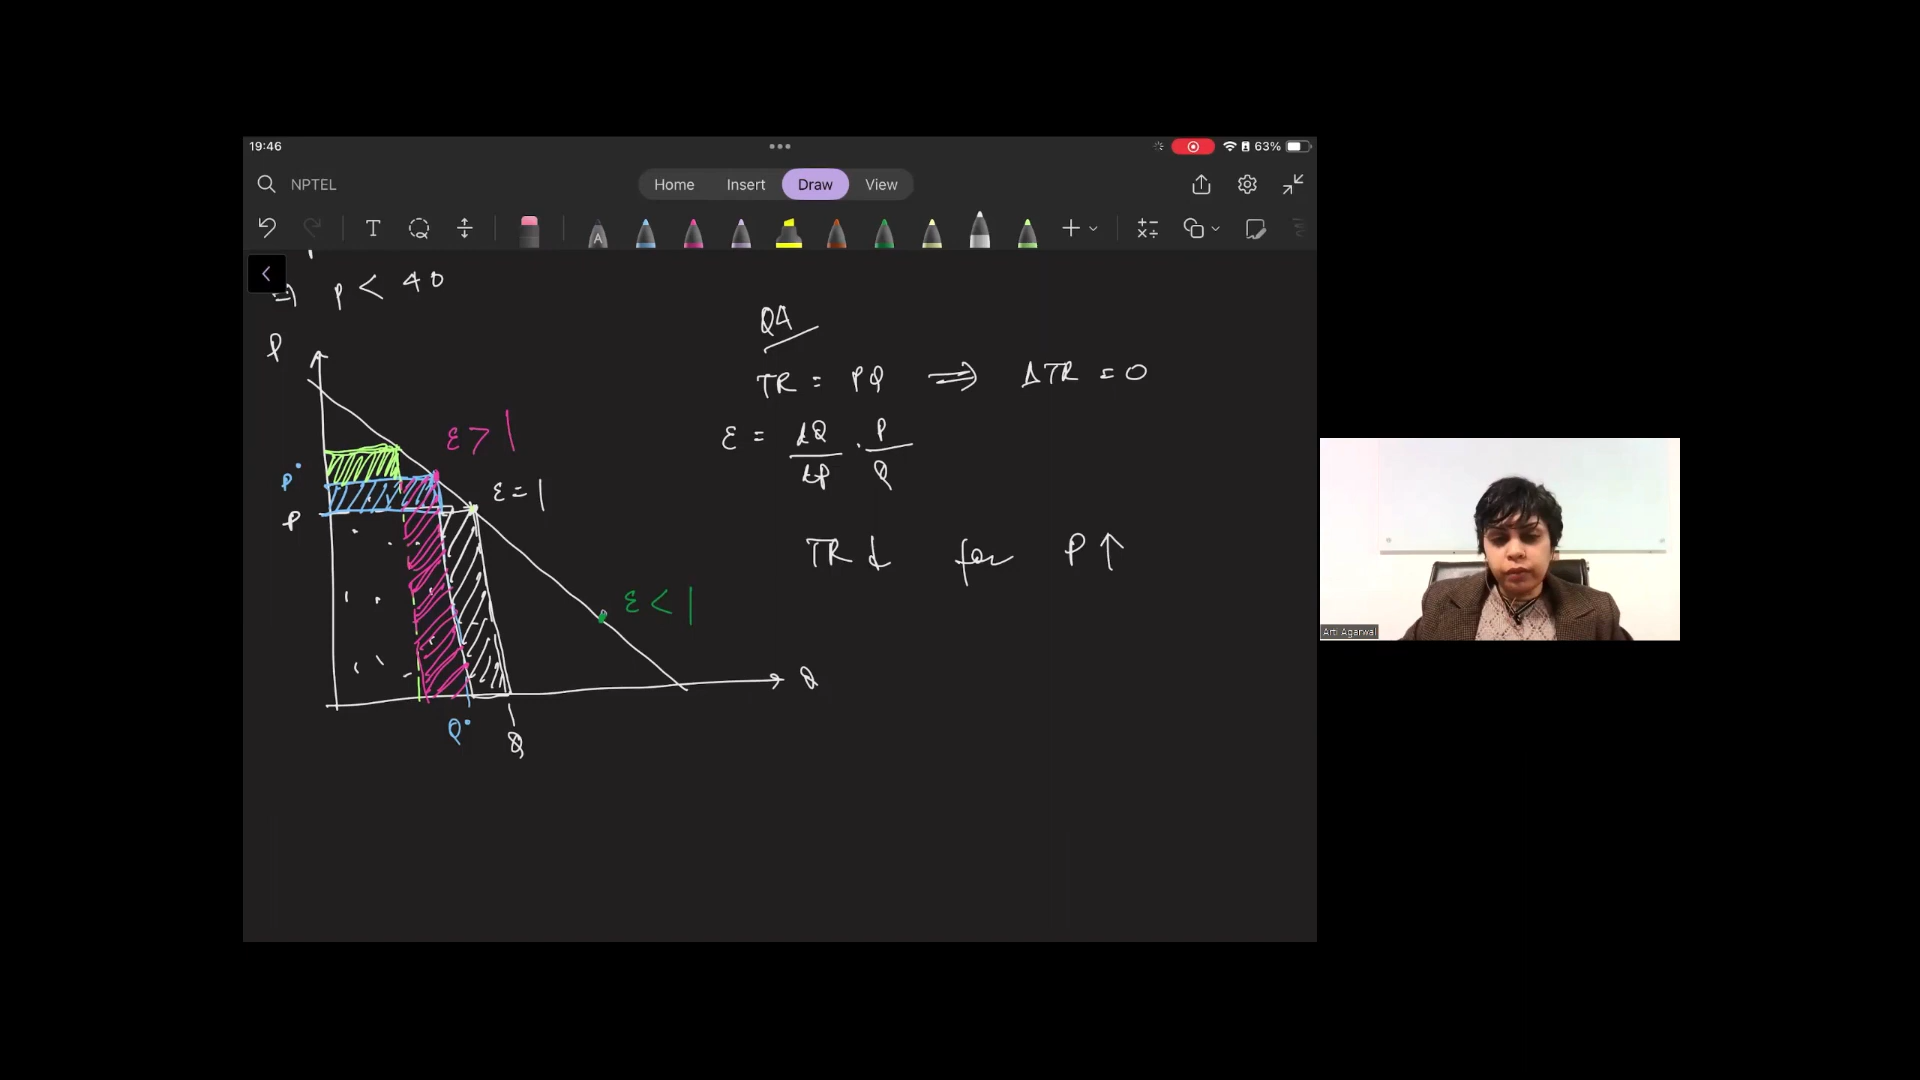 19:46
63%
NPTEL
Home Insert Draw View
T
A
⇒ P < 40
P
Q4
TR = PQ ⟹ ΔTR = 0
ε > 1
ε = ΔQ/ΔP · P/Q
P°
ε = 1
P
TR ↓ for P ↑
ε < 1
Arti Agarwal
Q
Q°
Q